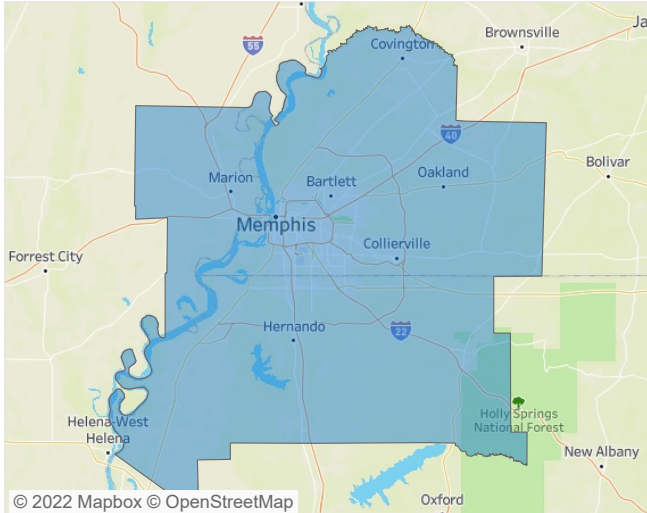 55
Covington
Brownsville
Ja
40
Bolivar
Marion
Bartlett
Oakland
Memphis
Collierville
Forrest City
Hernando
22
Helena-West
Helena
Holly Springs
National Forest
New Albany
Oxford
© 2022 Mapbox © OpenStreetMap